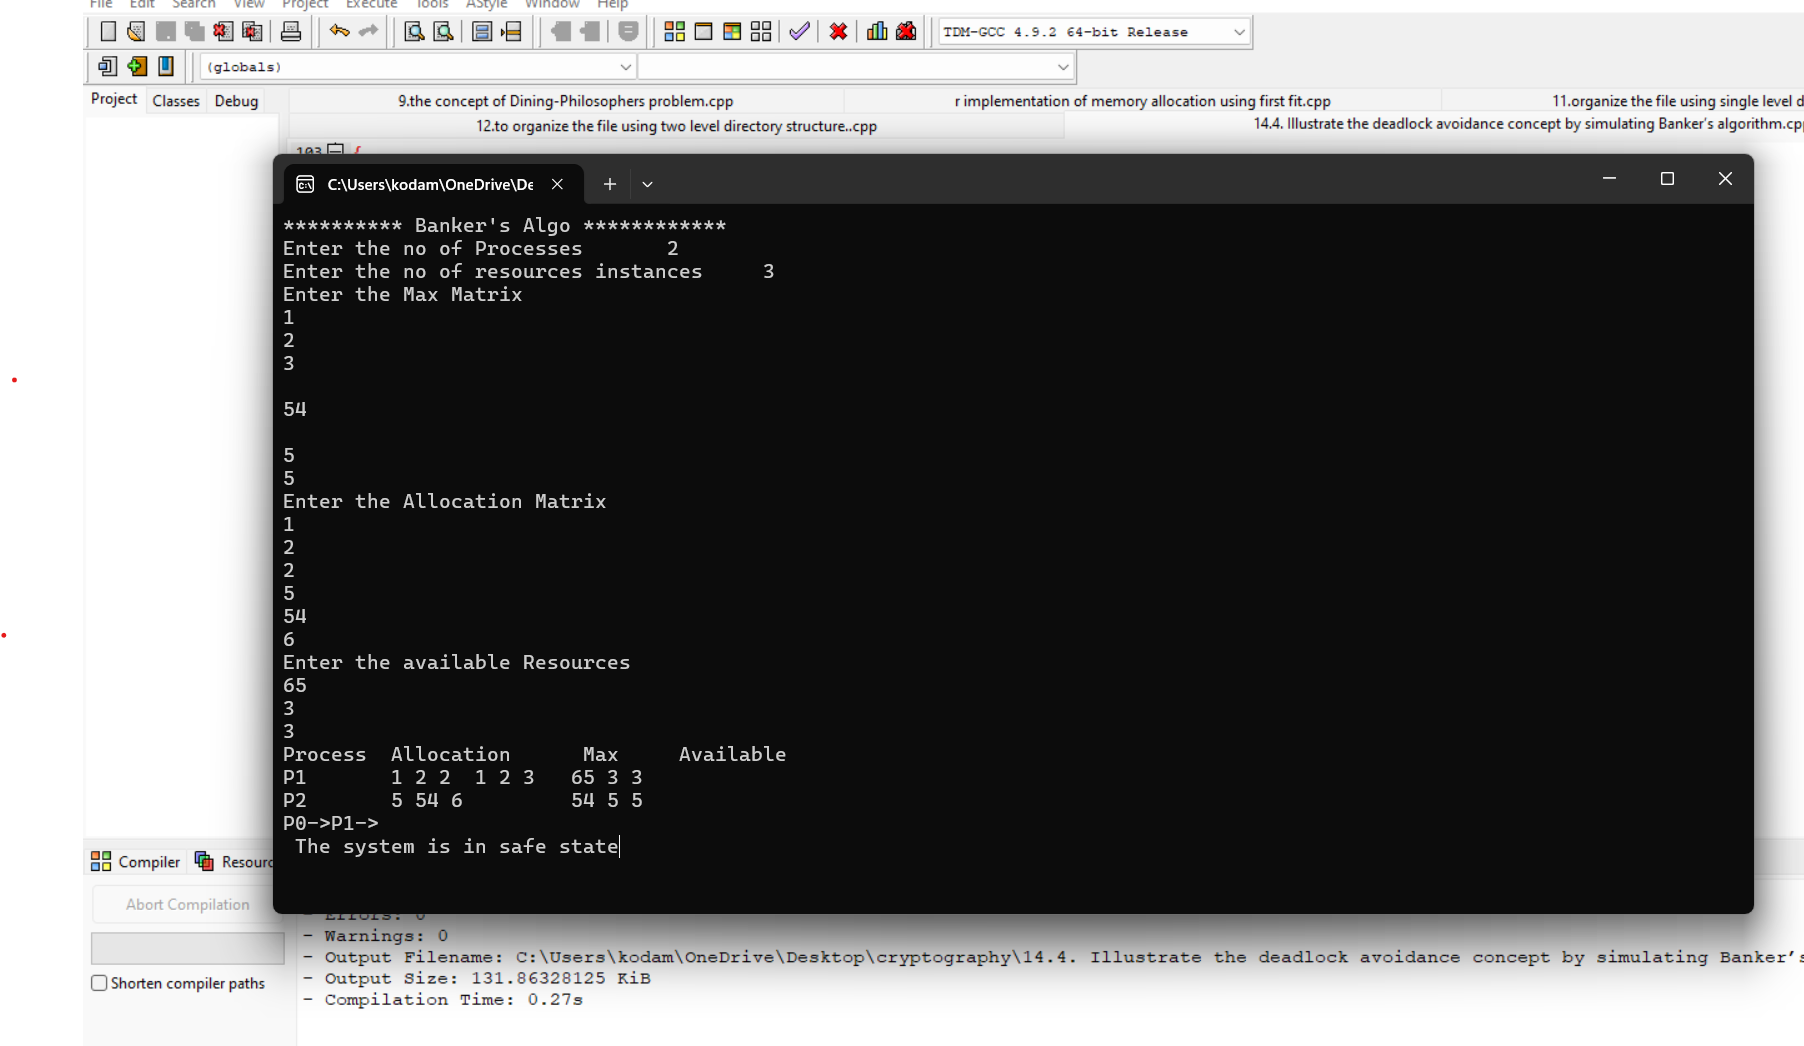 File Edit Search View Project Execute Tools AStyle Window Help
TDM-GCC 4.9.2 64-bit Release
(globals)
Project Classes Debug
9.the concept of Dining-Philosophers problem.cpp
r implementation of memory allocation using first fit.cpp
11.organize the file using single level d
12.to organize the file using two level directory structure..cpp
14.4. Illustrate the deadlock avoidance concept by simulating Banker's algorithm.cpp
103
C:\Users\kodam\OneDrive\De
********** Banker's Algo ************
Enter the no of Processes 2
Enter the no of resources instances 3
Enter the Max Matrix
1
2
3
54
5
5
Enter the Allocation Matrix
1
2
2
5
54
6
Enter the available Resources
65
3
3
Process Allocation Max Available
P1 1 2 2 1 2 3 65 3 3
P2 5 54 6 54 5 5
P0->P1->
The system is in safe state
Compiler Resourc
Abort Compilation
Shorten compiler paths
- Errors: 0
- Warnings: 0
- Output Filename: C:\Users\kodam\OneDrive\Desktop\cryptography\14.4. Illustrate the deadlock avoidance concept by simulating Banker's
- Output Size: 131.86328125 KiB
- Compilation Time: 0.27s